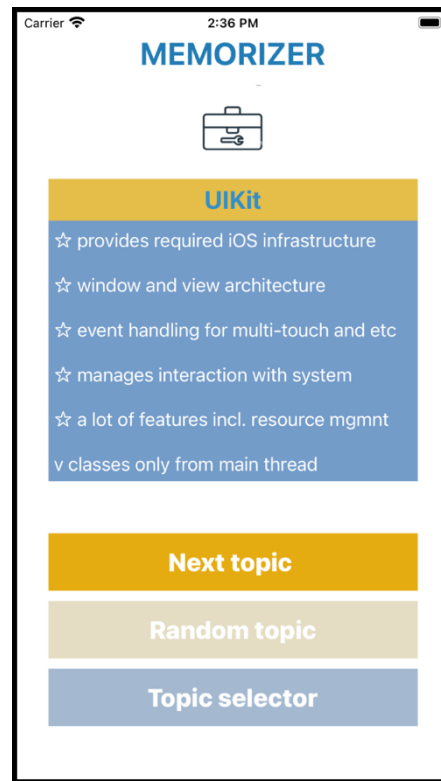 Carrier 2:36 PM
MEMORIZER
UIKit
☆ provides required iOS infrastructure
☆ window and view architecture
☆ event handling for multi-touch and etc
☆ manages interaction with system
☆ a lot of features incl. resource mgmnt
v classes only from main thread
Next topic
Random topic
Topic selector